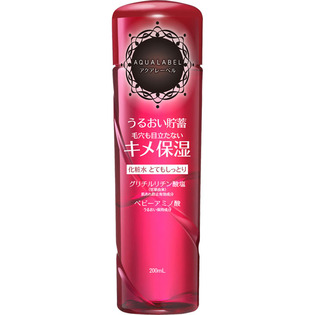 AQUALABEL
アクアレーベル
うるおい貯蓄
毛穴も目立たない
キメ保湿
化粧水 とてもしっとり
グリチルリチン酸塩
ベビーアミノ酸
200mL